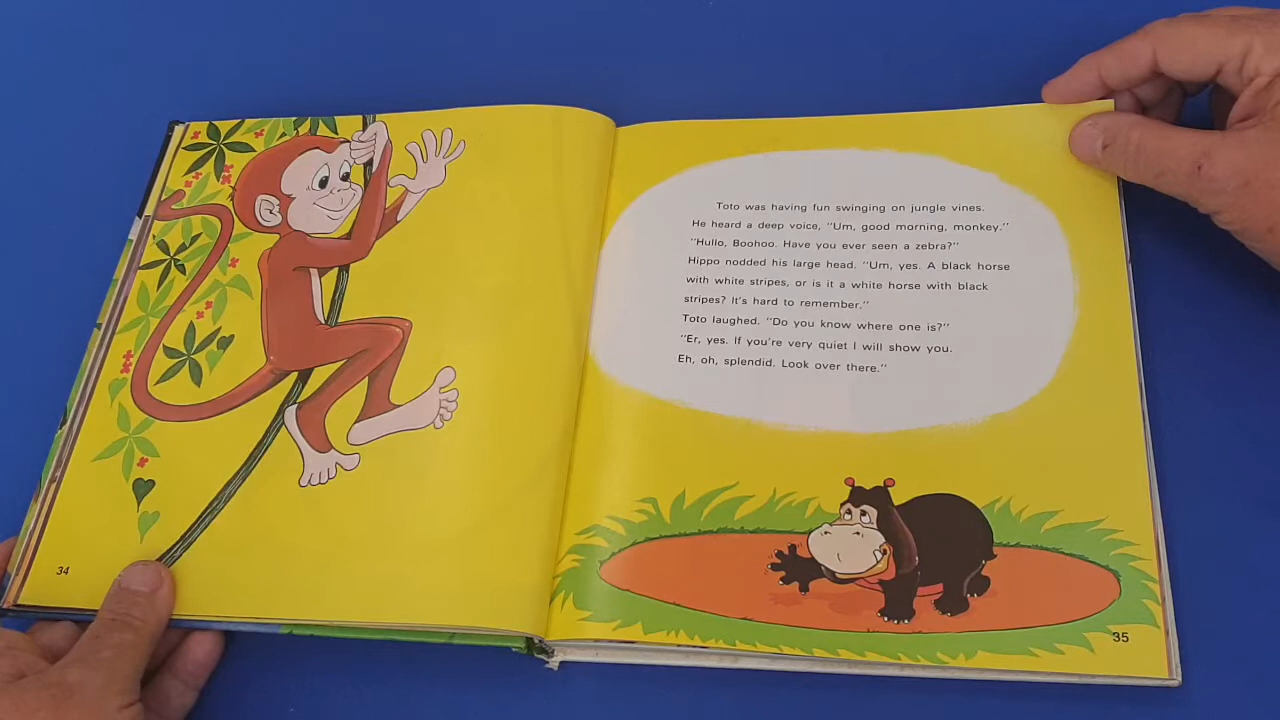 Toto was having fun swinging on jungle vines.
He heard a deep voice, "Um, good morning, monkey."
"Hullo, Boohoo. Have you ever seen a zebra?"
Hippo nodded his large head. "Um, yes. A black horse
with white stripes, or is it a white horse with black
stripes? It's hard to remember."
Toto laughed. "Do you know where one is?"
"Er, yes. If you're very quiet I will show you.
Eh, oh, splendid. Look over there."
34
35